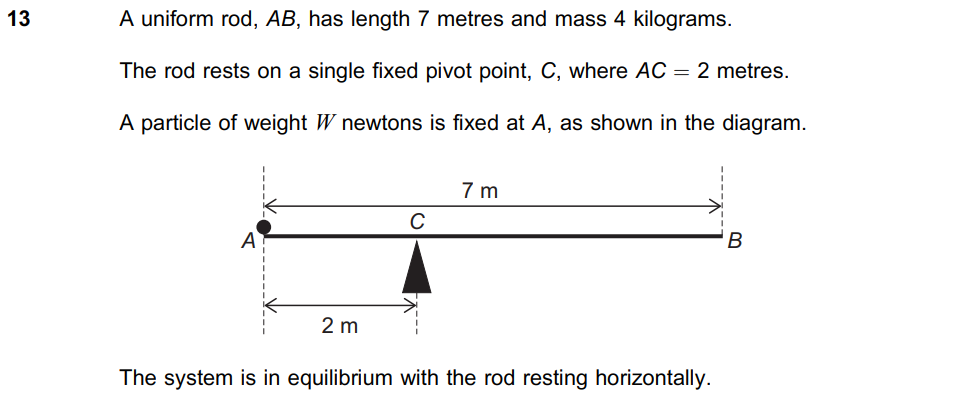 13 A uniform rod, AB, has length 7 metres and mass 4 kilograms.
The rod rests on a single fixed pivot point, C, where AC = 2 metres.
A particle of weight W newtons is fixed at A, as shown in the diagram.
7 m
C
A
B
2 m
The system is in equilibrium with the rod resting horizontally.